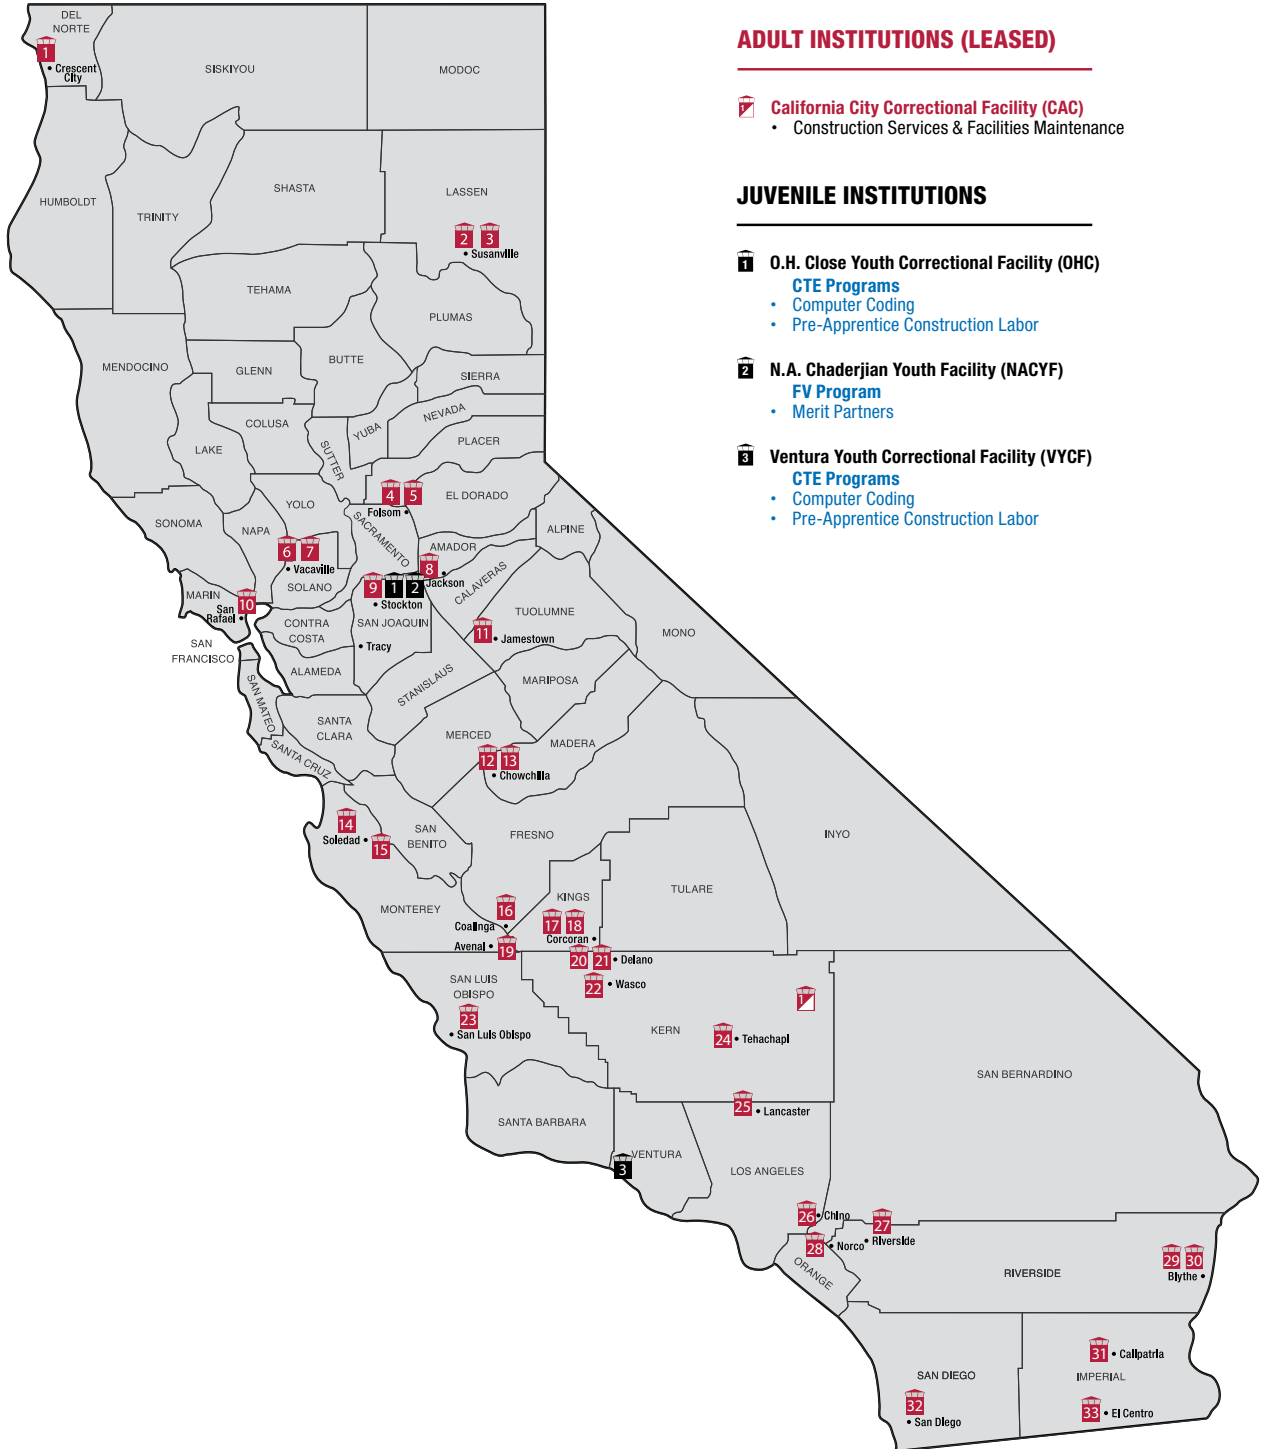 DEL
NORTE
1
Crescent
City
SISKIYOU
MODOC
HUMBOLDT
TRINITY
SHASTA
LASSEN
2 3
Susanville
TEHAMA
PLUMAS
MENDOCINO
GLENN
BUTTE
SIERRA
NEVADA
YUBA
COLUSA
SUTTER
PLACER
LAKE
YOLO
4 5
Folsom
EL DORADO
SONOMA
NAPA
SACRAMENTO
ALPINE
AMADOR
6 7
Vacaville
SOLANO
8
Jackson
CALAVERAS
9 1 2
Stockton
MARIN
San
Rafael
10
CONTRA
COSTA
SAN JOAQUIN
TUOLUMNE
11
Jamestown
MONO
Tracy
SAN
FRANCISCO
ALAMEDA
STANISLAUS
MARIPOSA
SAN MATEO
SANTA
CLARA
MERCED
MADERA
SANTA CRUZ
12 13
Chowchilla
14
Soledad
15
SAN
BENITO
FRESNO
INYO
KINGS
TULARE
MONTEREY
16
Coalinga
17 18
Corcoran
Avenal
19
20 21
Delano
22
Wasco
SAN LUIS
OBISPO
23
San Luis Obispo
1
KERN
24
Tehachapi
SAN BERNARDINO
25
Lancaster
SANTA BARBARA
VENTURA
3
LOS ANGELES
26
Chino
27
Riverside
28
Norco
ORANGE
RIVERSIDE
29 30
Blythe
31
Calipatria
SAN DIEGO
IMPERIAL
32
San Diego
33
El Centro
ADULT INSTITUTIONS (LEASED)
1 California City Correctional Facility (CAC)
• Construction Services & Facilities Maintenance
JUVENILE INSTITUTIONS
1 O.H. Close Youth Correctional Facility (OHC)
CTE Programs
• Computer Coding
• Pre-Apprentice Construction Labor
2 N.A. Chaderjian Youth Facility (NACYF)
FV Program
• Merit Partners
3 Ventura Youth Correctional Facility (VYCF)
CTE Programs
• Computer Coding
• Pre-Apprentice Construction Labor